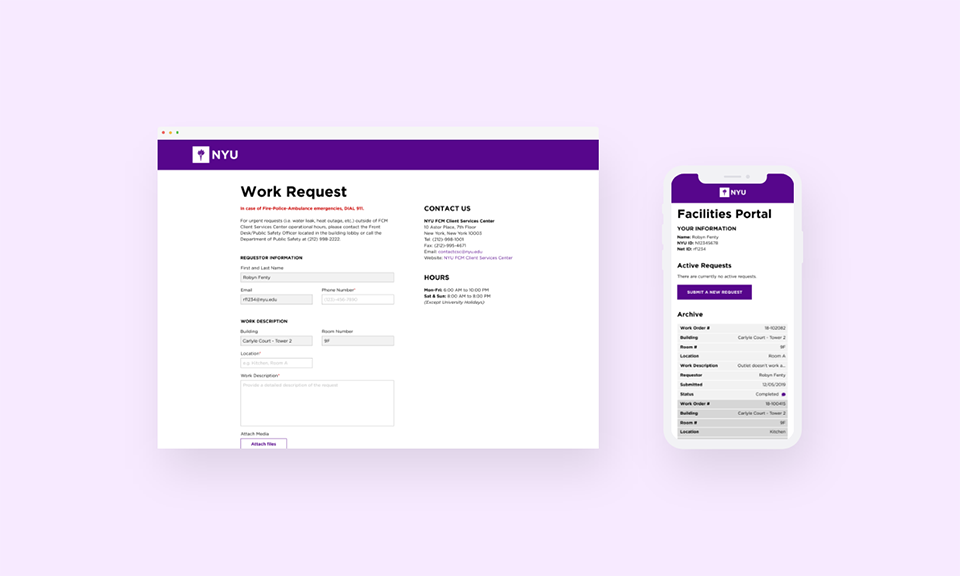 NYU
Work Request
In case of Fire-Police-Ambulance emergencies, DIAL 911.
For urgent requests (i.e. water leak, heat outage, etc.) outside of FCM
Client Services Center operational hours, please contact the Front
Desk/Public Safety Officer located in the building lobby or call the
Department of Public Safety at (212) 998-2222
REQUESTOR INFORMATION
First and Last Name
Robyn Fenty
Email
Phone Number*
rf1234@nyu.edu
WORK DESCRIPTION
Building
Room Number
Carlyle Court - Tower 2
9F
Location*
e.g. Kitchen, Room A
Work Description*
Provide a detailed description of the request
Attach Media
Attach files
CONTACT US
NYU FCM Client Services Center
10 Astor Place, 7th Floor
New York, New York 10003
Tel: (212)-998-1001
Fax: (212)-995-4671
Email: contactcsc@nyu.edu
Website: NYU FCM Client Services Center
HOURS
Mon-Fri: 6:00 AM to 10:00 PM
Sat & Sun: 8:00 AM to 8:00 PM
(Except University Holidays)
NYU
Facilities Portal
YOUR INFORMATION
Name: Robyn Fenty
NYU ID: N12345678
Net ID: rf1234
Active Requests
There are currently no active requests.
SUBMIT A NEW REQUEST
Archive
Work Order # 18-102082
Building Carlyle Court - Tower 2
Room # 9F
Location Room A
Work Description Outlet doesn't work a...
Requestor Robyn Fenty
Submitted 12/05/2018
Status Completed
Work Order # 18-100413
Building Carlyle Court - Tower 2
Room # 9F
Location Kitchen